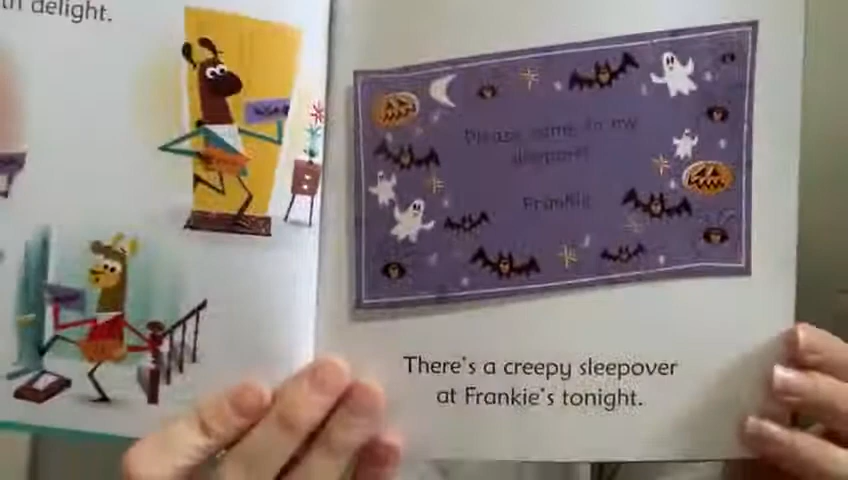 delight.
Please come to my
sleepover
Frankie
There's a creepy sleepover
at Frankie's tonight.